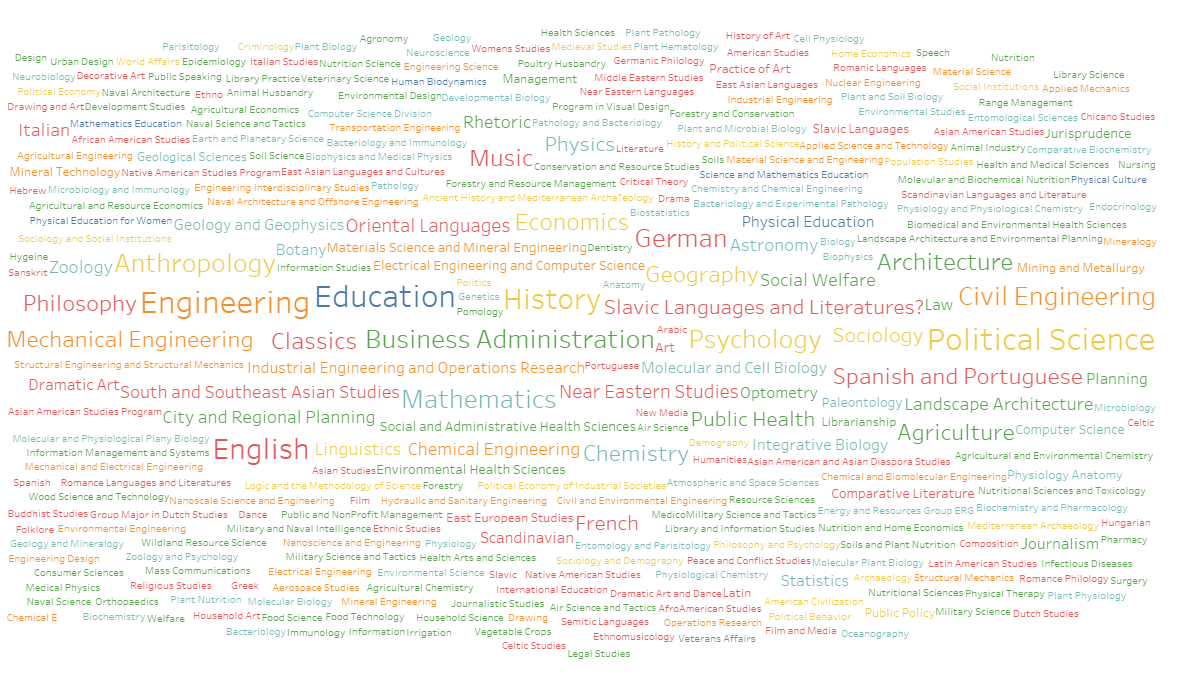 Health Sciences Plant Pathology History of Art Cell Physiology
Agronomy Geology
Parisitology Criminology Plant Biology Neuroscience Womens Studies Medieval Studies Plant Hematology American Studies Home Economics Speech
Design Urban Design World Affairs Epidemiology Italian Studies Nutrition Science Engineering Science Poultry Husbandry Germanic Philology Practice of Art Romanic Languages Material Science Nutrition
Neurobiology Decorative Art Public Speaking Library Practice Veterinary Science Human Biodynamics Management Middle Eastern Studies East Asian Languages Nuclear Engineering Social Institutions Applied Mechanics Library Science
Political Economy Naval Architecture Ethno Animal Husbandry Environmental Design Developmental Biology Near Eastern Languages Industrial Engineering Plant and Soil Biology Range Management
Drawing and Art Development Studies Agricultural Economics Computer Science Division Program in Visual Design Forestry and Conservation Environmental Studies Entomological Sciences Chicano Studies
Italian Mathematics Education Naval Science and Tactics Transportation Engineering Rhetoric Pathology and Bacteriology Plant and Microbial Biology Slavic Languages Asian American Studies Jurisprudence
African American Studies Earth and Planetary Science Bacteriology and Immunology Physics Literature History and Political Science Applied Science and Technology Animal Industry Comparative Biochemistry
Agricultural Engineering Geological Sciences Soil Science Biophysics and Medical Physics Music Conservation and Resource Studies Soils Material Science and Engineering Population Studies Health and Medical Sciences Nursing
Mineral Technology Native American Studies Program East Asian Languages and Cultures Science and Mathematics Education Molecular and Biochemical Nutrition Physical Culture
Hebrew Microbiology and Immunology Engineering Interdisciplinary Studies Pathology Forestry and Resource Management Critical Theory Chemistry and Chemical Engineering Scandinavian Languages and Literature
Agricultural and Resource Economics Naval Architecture and Offshore Engineering Ancient History and Mediterranean Archa?eology Drama Bacteriology and Experimental Pathology Physiology and Physiological Chemistry Endocrinology
Physical Education for Women Geology and Geophysics Oriental Languages Economics Biostatistics Physical Education Biomedical and Environmental Health Sciences
Sociology and Social Institutions Botany Materials Science and Mineral Engineering Dentistry German Astronomy Biology Landscape Architecture and Environmental Planning Mineralogy
Hygeine Sanskrit Zoology Anthropology Information Studies Electrical Engineering and Computer Science Geography Social Welfare Biophysics Architecture Mining and Metallurgy
Philosophy Engineering Education Politics Genetics Pomology History Anatomy Slavic Languages and Literatures? Law Civil Engineering
Mechanical Engineering Classics Business Administration Arabic Art Psychology Sociology Political Science
Structural Engineering and Structural Mechanics Industrial Engineering and Operations Research Portuguese Molecular and Cell Biology Spanish and Portuguese Planning
Dramatic Art South and Southeast Asian Studies Mathematics Near Eastern Studies Optometry Paleontology Landscape Architecture Microbiology
Asian American Studies Program City and Regional Planning Social and Administrative Health Sciences New Media Air Science Public Health Librarianship Agriculture Computer Science Celtic
Molecular and Physiological Plany Biology English Linguistics Chemical Engineering Chemistry Demography Integrative Biology
Information Management and Systems Humanities Asian American and Asian Diaspora Studies Agricultural and Environmental Chemistry
Mechanical and Electrical Engineering Asian Studies Environmental Health Sciences Chemical and Biomolecular Engineering Physiology Anatomy
Spanish Romance Languages and Literatures Logic and the Methodology of Science Forestry Political Economy of Industrial Societies Atmospheric and Space Sciences Comparative Literature Nutritional Sciences and Toxicology
Wood Science and Technology Nanoscale Science and Engineering Film Hydraulic and Sanitary Engineering Civil and Environmental Engineering Resource Sciences Biochemistry and Pharmacology
Buddhist Studies Group Major in Dutch Studies Dance Public and NonProfit Management East European Studies French Medico Military Science and Tactics Energy and Resources Group ERG
Folklore Environmental Engineering Military and Naval Intelligence Ethnic Studies Library and Information Studies Nutrition and Home Economics Mediterranean Archaeology Hungarian
Geology and Mineralogy Wildland Resource Science Nanoscience and Engineering Physiology Scandinavian Entomology and Parisitology Philosophy and Psychology Soils and Plant Nutrition Composition Journalism Pharmacy
Engineering Design Zoology and Psychology Military Science and Tactics Health Arts and Sciences Sociology and Demography Peace and Conflict Studies Molecular Plant Biology Latin American Studies Infectious Diseases
Consumer Sciences Mass Communications Electrical Engineering Environmental Science Slavic Native American Studies Physiological Chemistry Statistics Archaeology Structural Mechanics Romance Philology Surgery
Medical Physics Religious Studies Greek Aerospace Studies Agricultural Chemistry International Education Dramatic Art and Dance Latin Nutritional Sciences Physical Therapy Plant Physiology
Naval Science Orthopaedics Plant Nutrition Molecular Biology Mineral Engineering Journalistic Studies Air Science and Tactics AfroAmerican Studies American Civilization Public Policy Military Science Dutch Studies
Chemical E Biochemistry Welfare Household Art Food Science Food Technology Household Science Drawing Semitic Languages Operations Research Political Behavior
Bacteriology Immunology Information Irrigation Vegetable Crops Ethnomusicology Veterans Affairs Film and Media Oceanography
Celtic Studies
Legal Studies